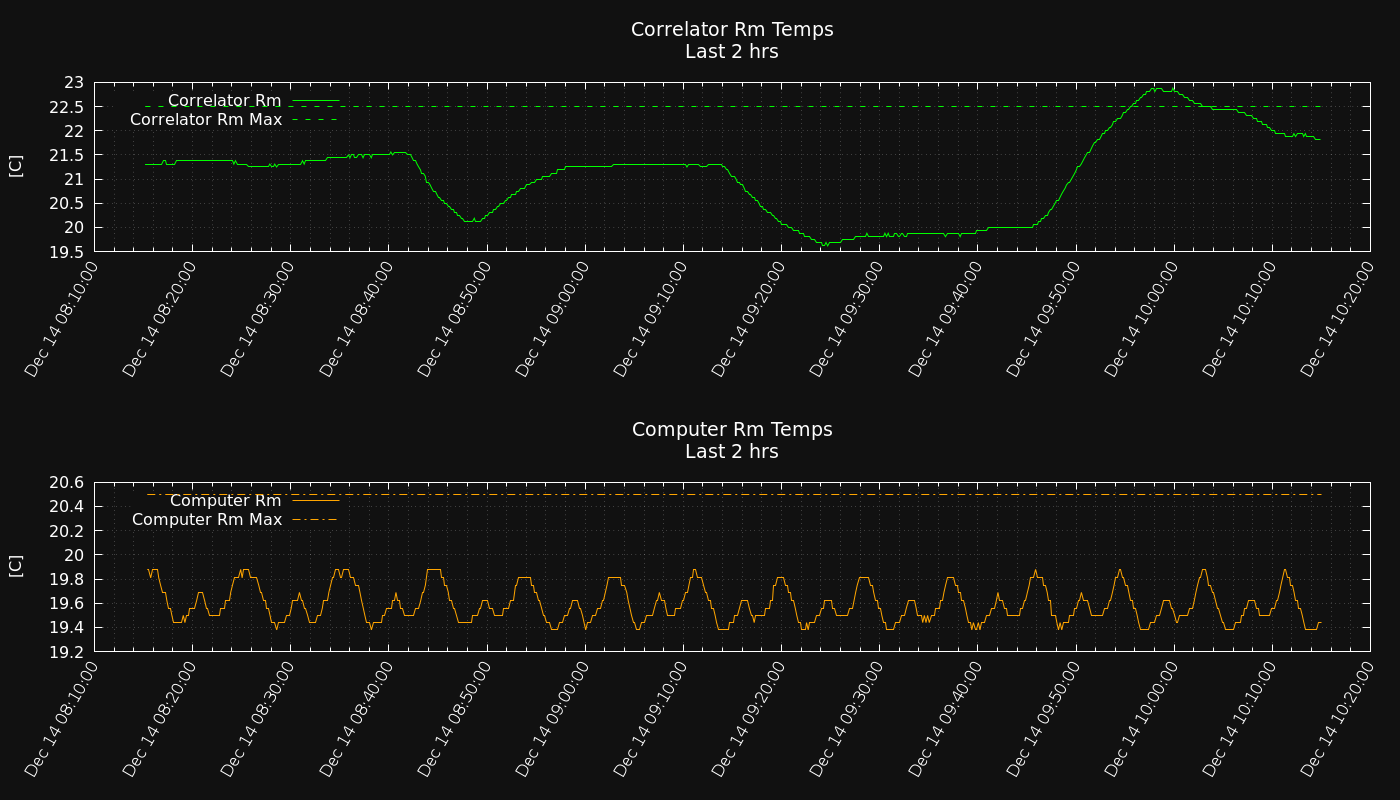 Correlator Rm Temps
Last 2 hrs
23
22.5
22
21.5
21
20.5
20
19.5
[C]
Correlator Rm
Correlator Rm Max
Dec 14 08:10:00
Dec 14 08:20:00
Dec 14 08:30:00
Dec 14 08:40:00
Dec 14 08:50:00
Dec 14 09:00:00
Dec 14 09:10:00
Dec 14 09:20:00
Dec 14 09:30:00
Dec 14 09:40:00
Dec 14 09:50:00
Dec 14 10:00:00
Dec 14 10:10:00
Dec 14 10:20:00
Computer Rm Temps
Last 2 hrs
20.6
20.4
20.2
20
19.8
19.6
19.4
19.2
[C]
Computer Rm
Computer Rm Max
Dec 14 08:10:00
Dec 14 08:20:00
Dec 14 08:30:00
Dec 14 08:40:00
Dec 14 08:50:00
Dec 14 09:00:00
Dec 14 09:10:00
Dec 14 09:20:00
Dec 14 09:30:00
Dec 14 09:40:00
Dec 14 09:50:00
Dec 14 10:00:00
Dec 14 10:10:00
Dec 14 10:20:00